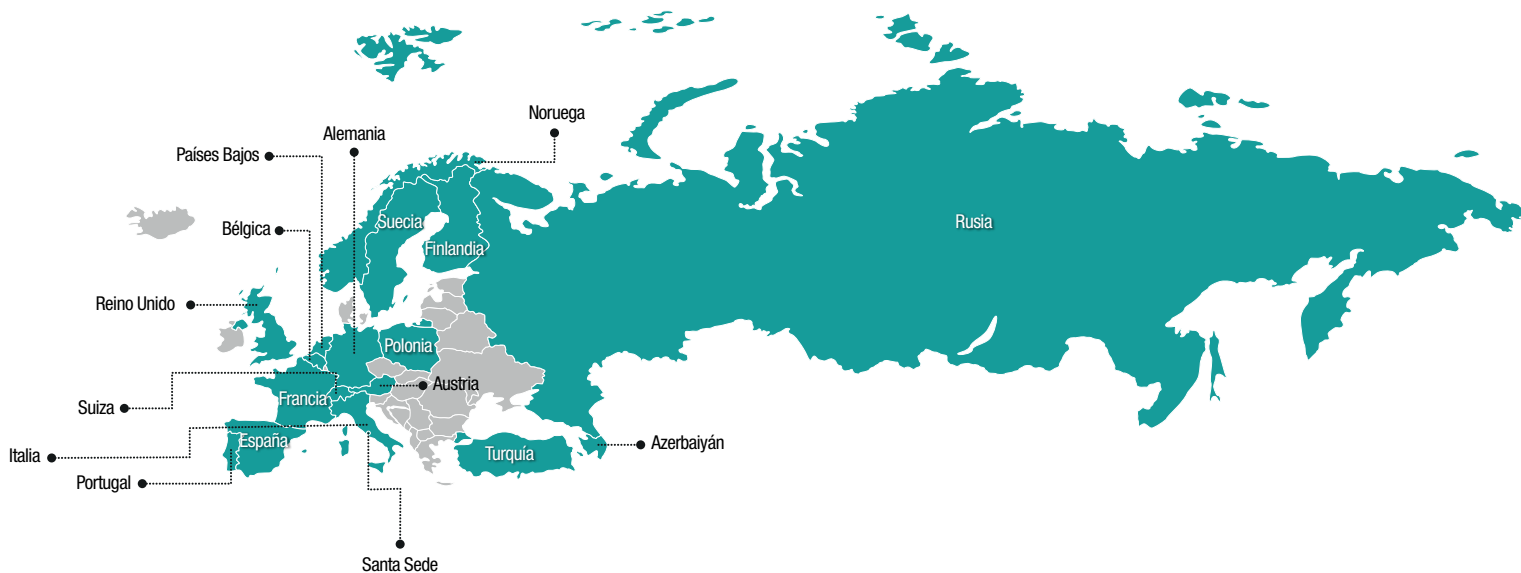 Noruega
Alemania
Países Bajos
Suecia
Rusia
Bélgica
Finlandia
Reino Unido
Polonia
Austria
Francia
Suiza
España
Azerbaiyán
Turquía
Italia
Portugal
Santa Sede